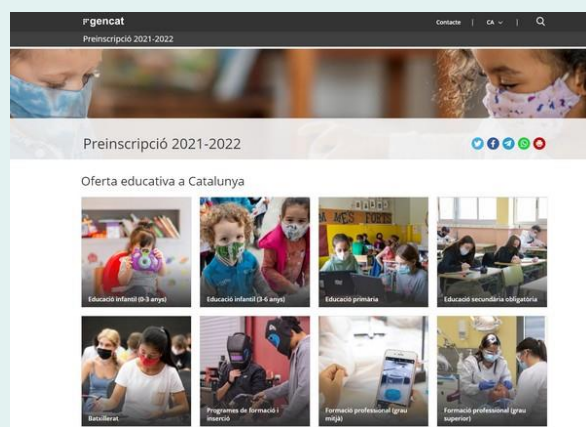 gencat
Contacte | CA |
Preinscripció 2021-2022
Preinscripció 2021-2022
Oferta educativa a Catalunya
Educació infantil (0-3 anys)
Educació infantil (3-6 anys)
Educació primària
Educació secundària obligatòria
A MES FORTS
Batxillerat
Programes de formació i
inserció
Formació professional (grau
mitjà)
Formació professional (grau
superior)